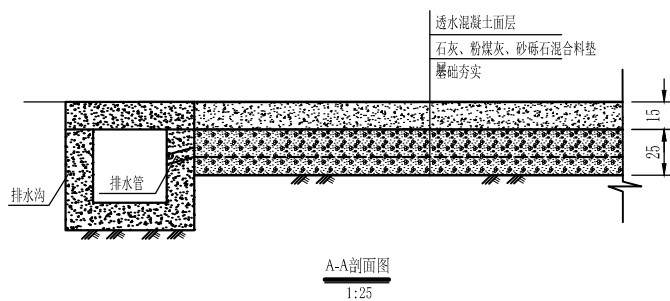 透水混凝土面层
石灰、粉煤灰、砂砾石混合料垫
层
基础夯实
15
25
排水管
排水沟
A-A剖面图
1:25